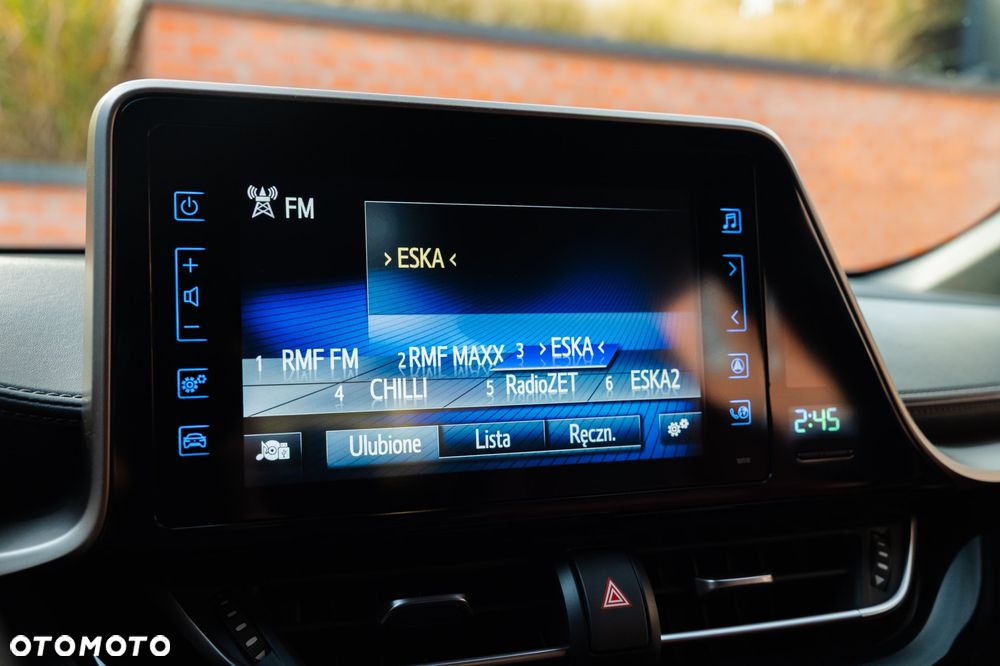 FM
› ESKA ‹
1 RMF FM 2 RMF MAXX 3 › ESKA ‹
4 CHILLI 5 RadioZET 6 ESKA2
Ulubione Lista Ręczn.
2:45
OTOMOTO